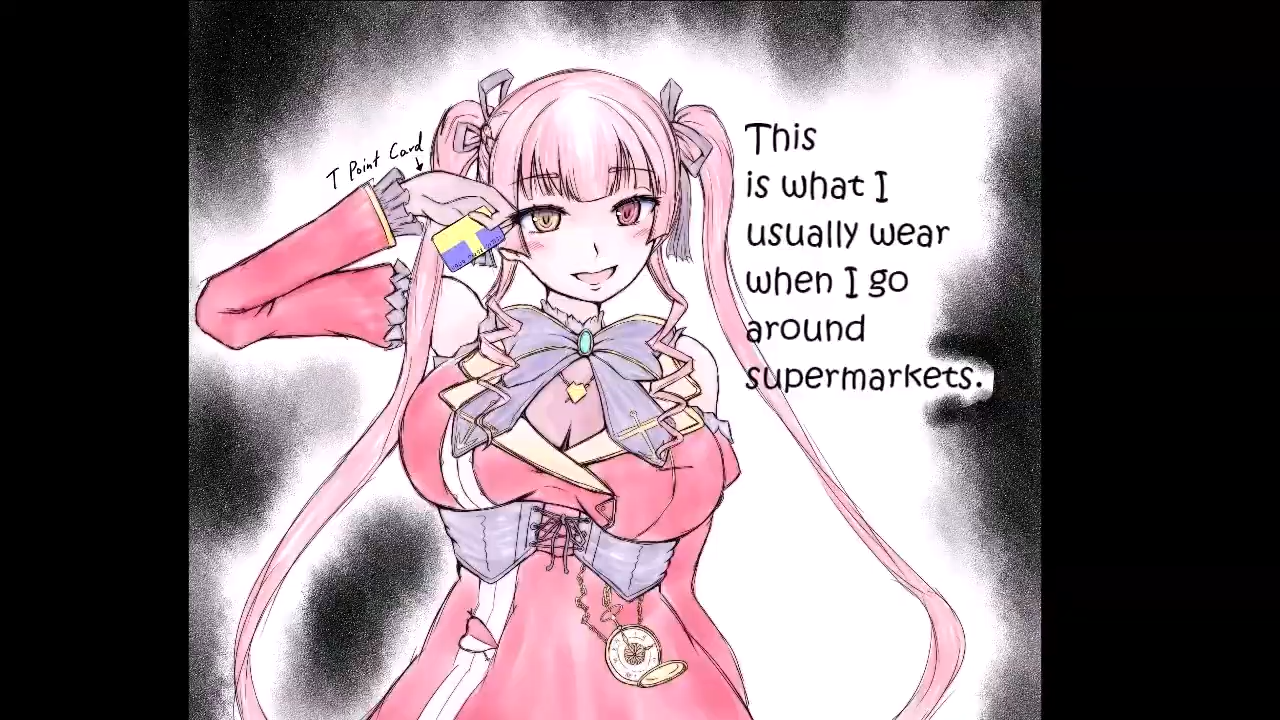 T Point Card
This
is what I
usually wear
when I go
around
supermarkets.